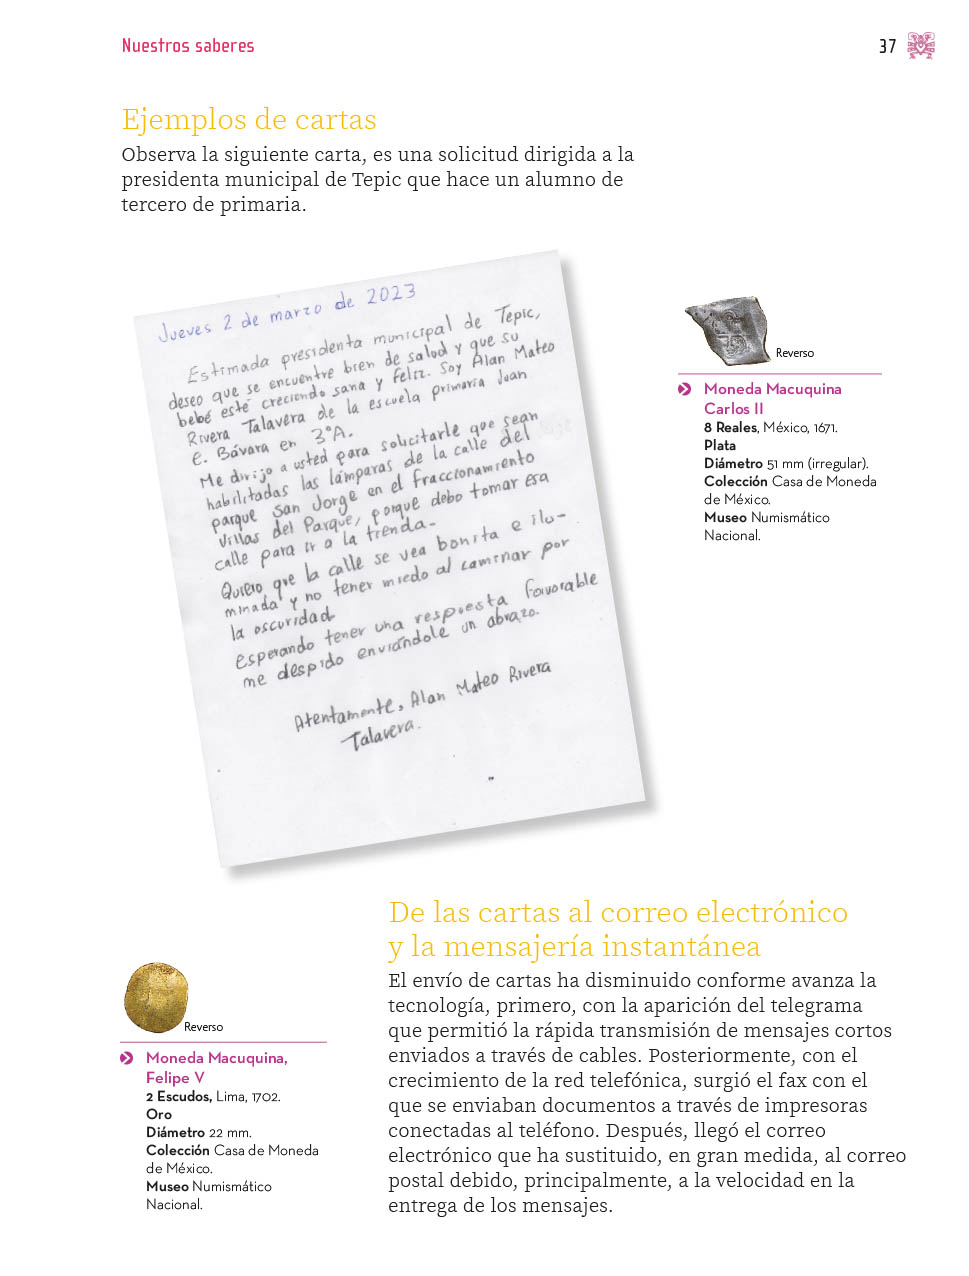 Nuestros saberes
37
Ejemplos de cartas
Observa la siguiente carta, es una solicitud dirigida a la
presidenta municipal de Tepic que hace un alumno de
tercero de primaria.
Jueves 2 de marzo de 2023
Estimada presidenta municipal de Tepic,
deseo que se encuentre bien de salud y que su
bebé esté creciendo sana y feliz. Soy Alan Mateo
Rivera Talavera de la escuela primaria Juan
E. Bávara en 3°A.
Me dirijo a usted para solicitarle que sean
habilitadas las lámparas de la calle del
parque San Jorge en el fraccionamiento
Villas del Parque, porque debo tomar esa
calle para ir a la tienda.
Quiero que la calle se vea bonita e ilu-
minada y no tener miedo al caminar por
la oscuridad
esperando tener una respuesta favorable
me despido enviándole un abrazo.
Atentamente, Alan Mateo Rivera
Talavera.
Reverso
Moneda Macuquina
Carlos II
8 Reales, México, 1671.
Plata
Diámetro 51 mm (irregular).
Colección Casa de Moneda
de México.
Museo Numismático
Nacional.
Reverso
Moneda Macuquina,
Felipe V
2 Escudos, Lima, 1702.
Oro
Diámetro 22 mm.
Colección Casa de Moneda
de México.
Museo Numismático
Nacional.
De las cartas al correo electrónico
y la mensajería instantánea
El envío de cartas ha disminuido conforme avanza la
tecnología, primero, con la aparición del telegrama
que permitió la rápida transmisión de mensajes cortos
enviados a través de cables. Posteriormente, con el
crecimiento de la red telefónica, surgió el fax con el
que se enviaban documentos a través de impresoras
conectadas al teléfono. Después, llegó el correo
electrónico que ha sustituido, en gran medida, al correo
postal debido, principalmente, a la velocidad en la
entrega de los mensajes.